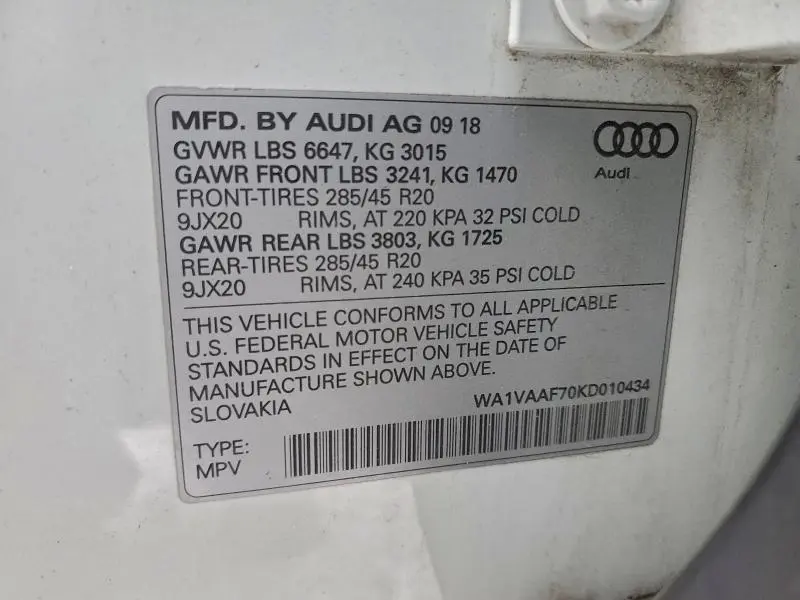 MFD. BY AUDI AG 09 18
GVWR LBS 6647, KG 3015
GAWR FRONT LBS 3241, KG 1470
FRONT-TIRES 285/45 R20
9JX20 RIMS, AT 220 KPA 32 PSI COLD
GAWR REAR LBS 3803, KG 1725
REAR-TIRES 285/45 R20
9JX20 RIMS, AT 240 KPA 35 PSI COLD
Audi
THIS VEHICLE CONFORMS TO ALL APPLICABLE
U.S. FEDERAL MOTOR VEHICLE SAFETY
STANDARDS IN EFFECT ON THE DATE OF
MANUFACTURE SHOWN ABOVE.
SLOVAKIA WA1VAAF70KD010434
TYPE:
MPV